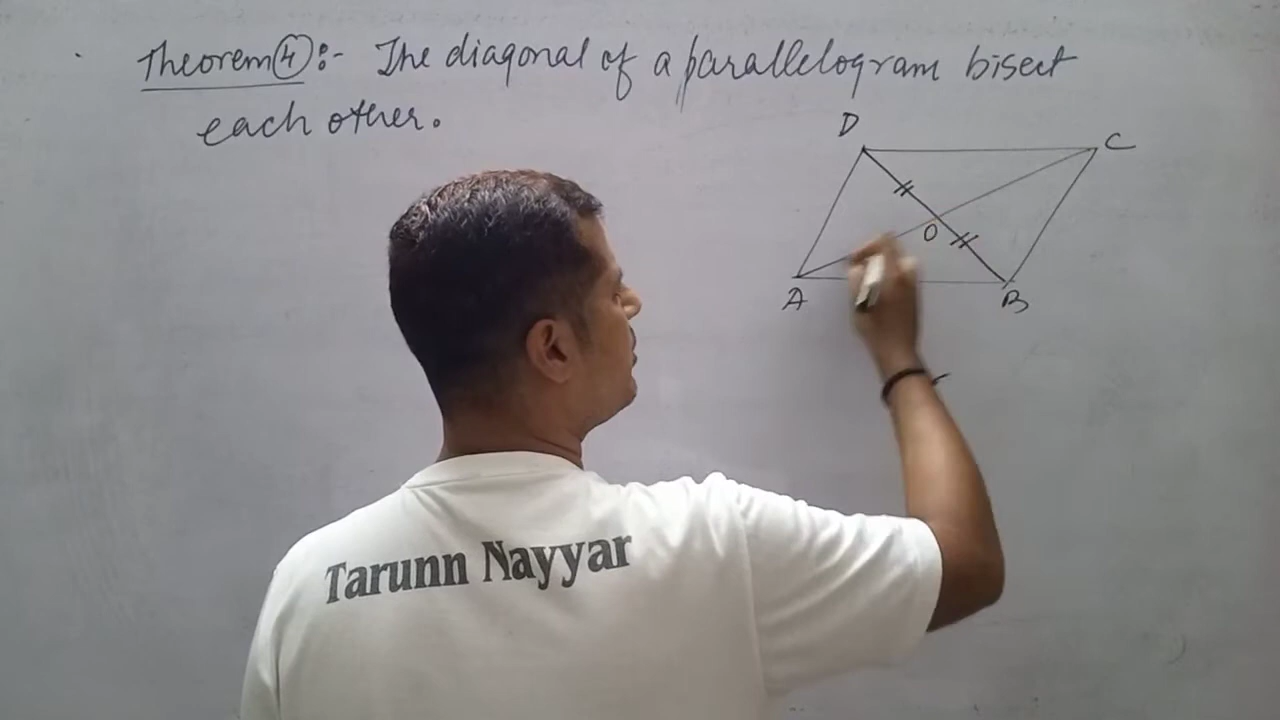 Theorem ④ :- The diagonal of a parallelogram bisect
each other.
D
C
O
A
B
Tarunn Nayyar